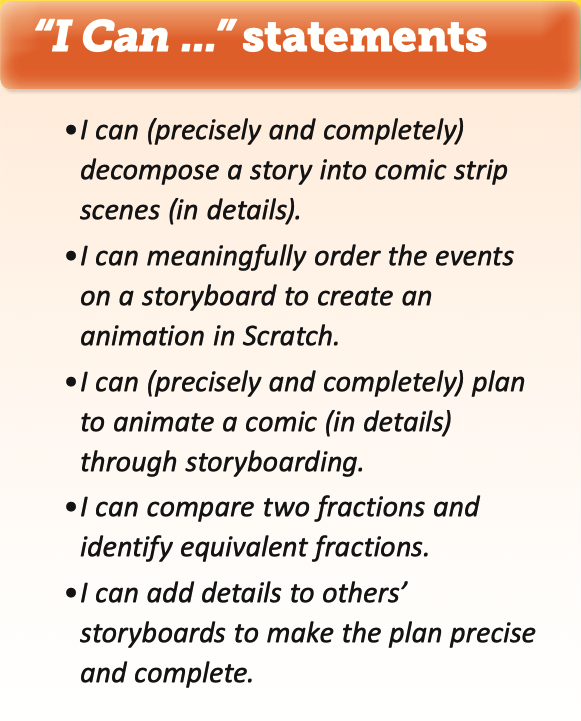 “I Can ...” statements
•I can (precisely and completely)
decompose a story into comic strip
scenes (in details).
•I can meaningfully order the events
on a storyboard to create an
animation in Scratch.
•I can (precisely and completely) plan
to animate a comic (in details)
through storyboarding.
•I can compare two fractions and
identify equivalent fractions.
•I can add details to others’
storyboards to make the plan precise
and complete.